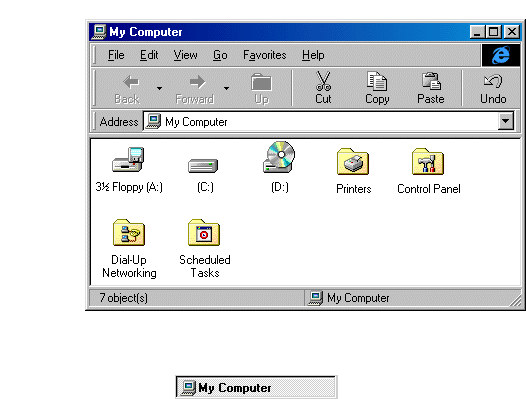 My Computer
File Edit View Go Favorites Help
Back Forward Up Cut Copy Paste Undo
Address My Computer
3½ Floppy (A:) (C:) (D:) Printers Control Panel
Dial-Up Scheduled
Networking Tasks
7 object(s) My Computer
My Computer